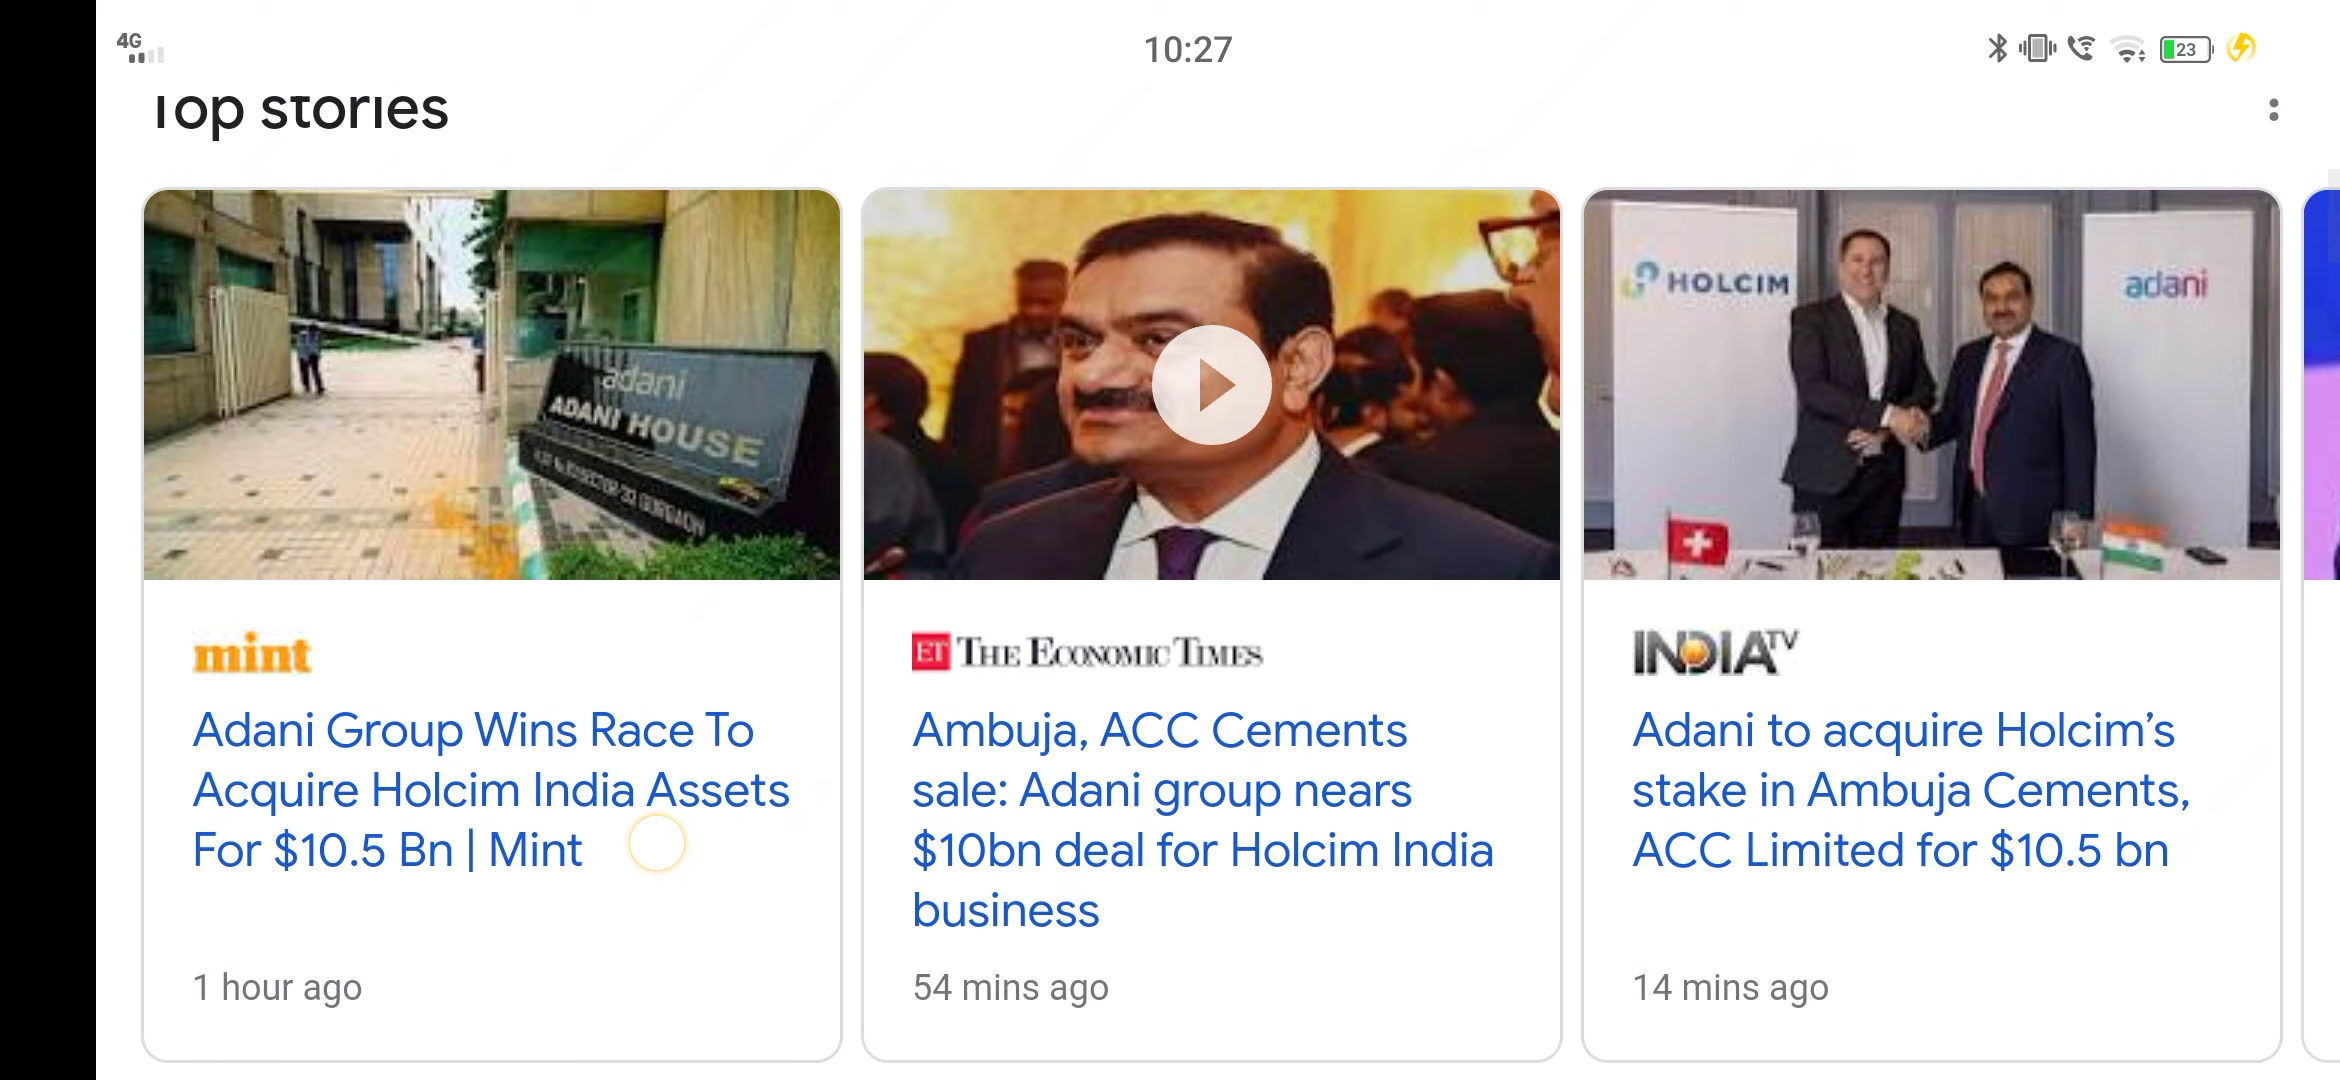 4G
10:27
23
Top stories
adani
ADANI HOUSE
HOLCIM
adani
mint
ET THE ECONOMIC TIMES
INDIA TV
Adani Group Wins Race To
Acquire Holcim India Assets
For $10.5 Bn | Mint
1 hour ago
Ambuja, ACC Cements
sale: Adani group nears
$10bn deal for Holcim India
business
54 mins ago
Adani to acquire Holcim’s
stake in Ambuja Cements,
ACC Limited for $10.5 bn
14 mins ago